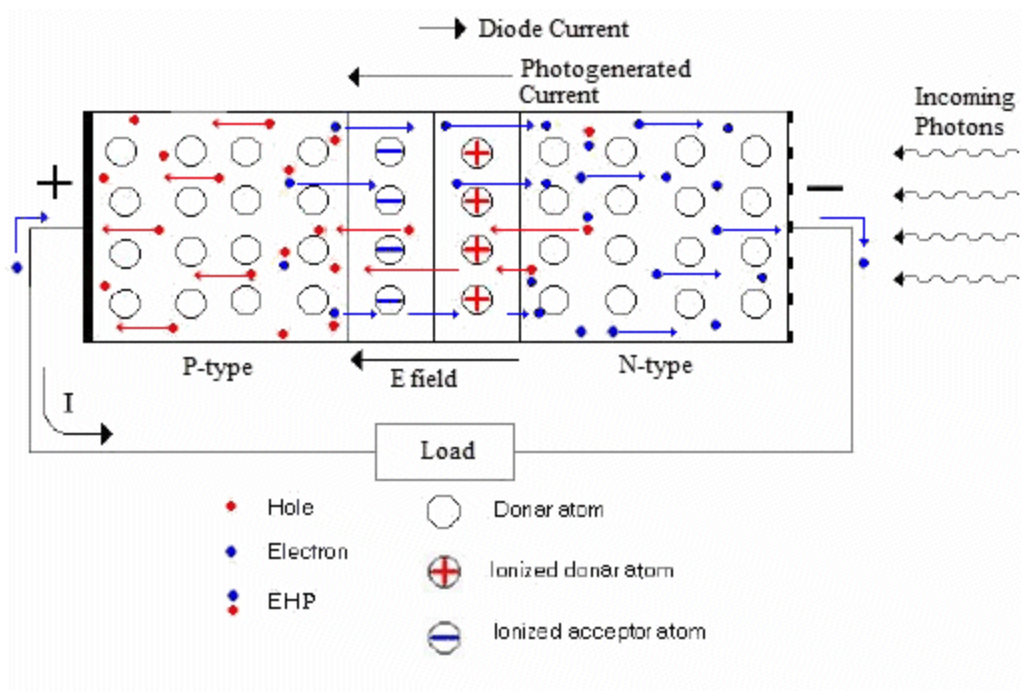 Diode Current
Photogenerated
Current
Incoming
Photons
+
−
P-type
E field
N-type
I
Load
Hole
Donar atom
Electron
Ionized donar atom
EHP
Ionized acceptor atom